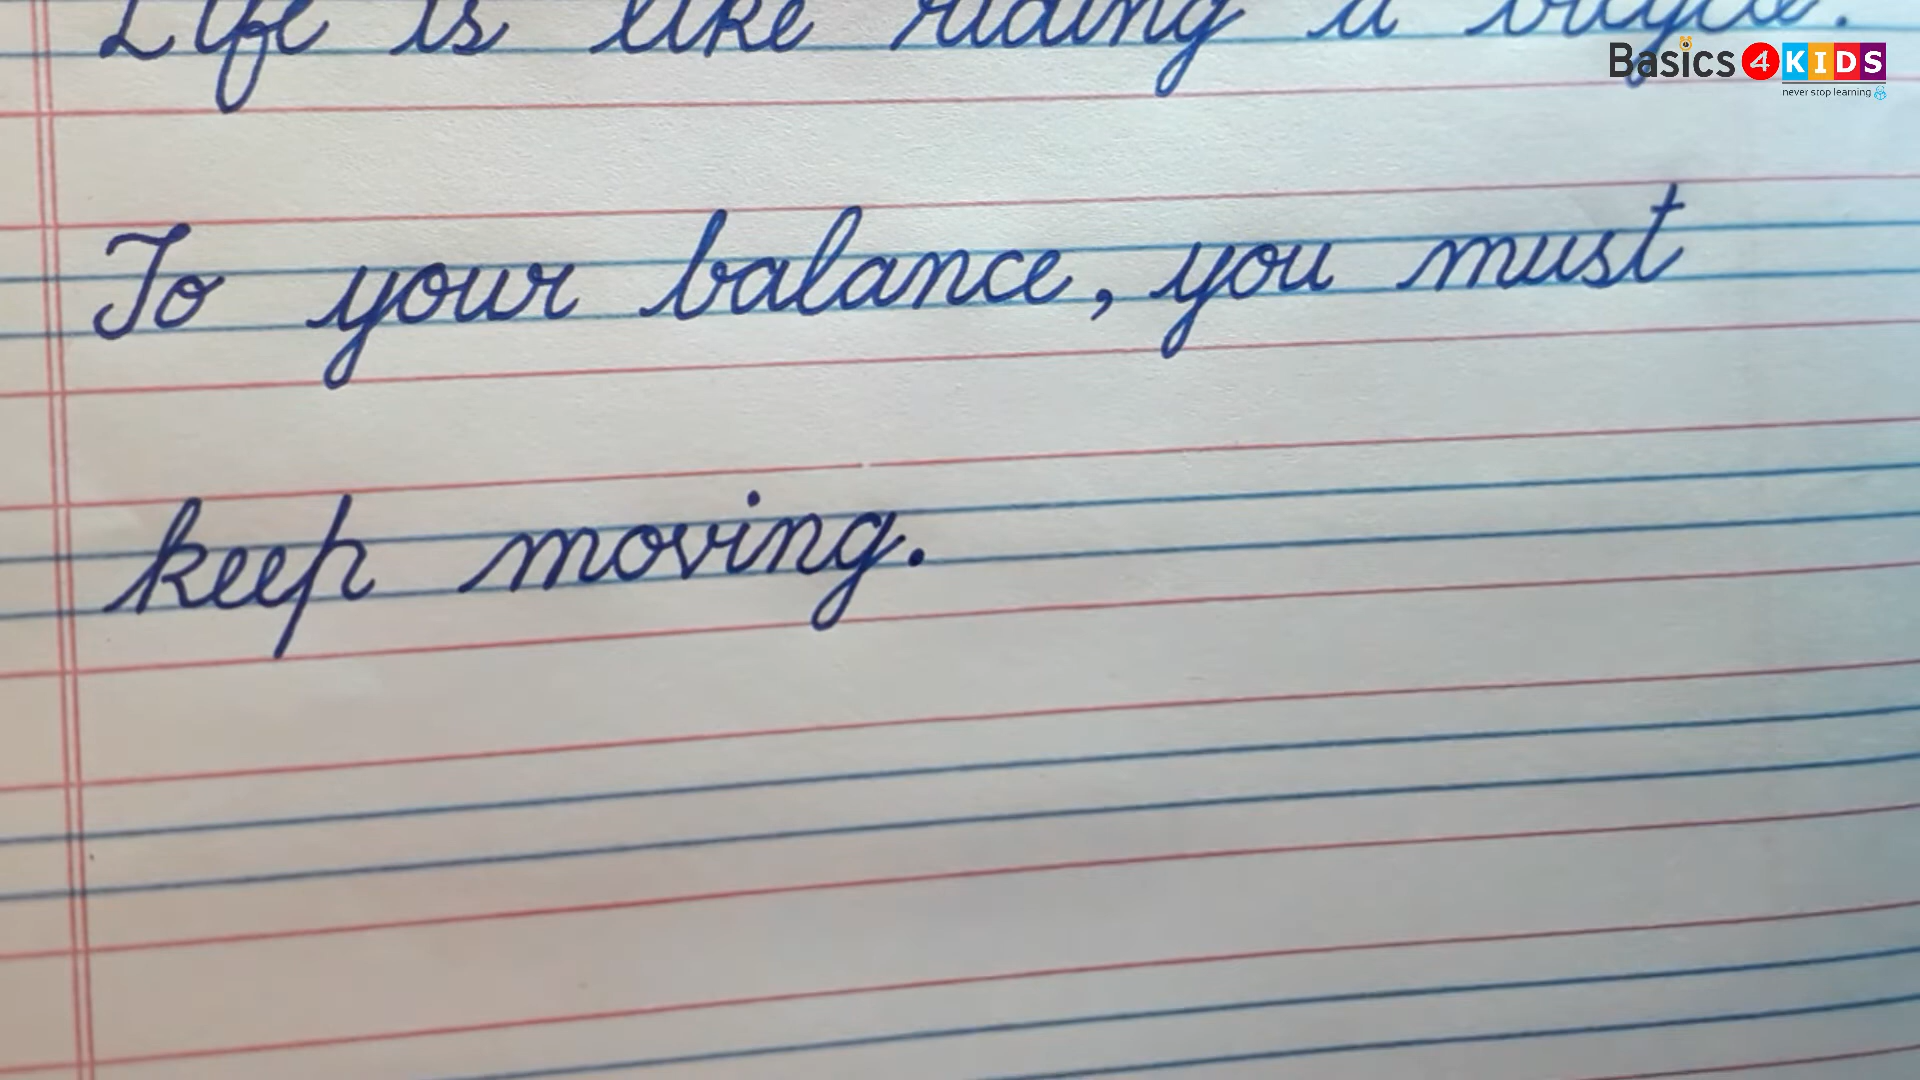 Life is like riding a bicycle.
Basics 4 KIDS
never stop learning
To your balance, you must
keep moving.